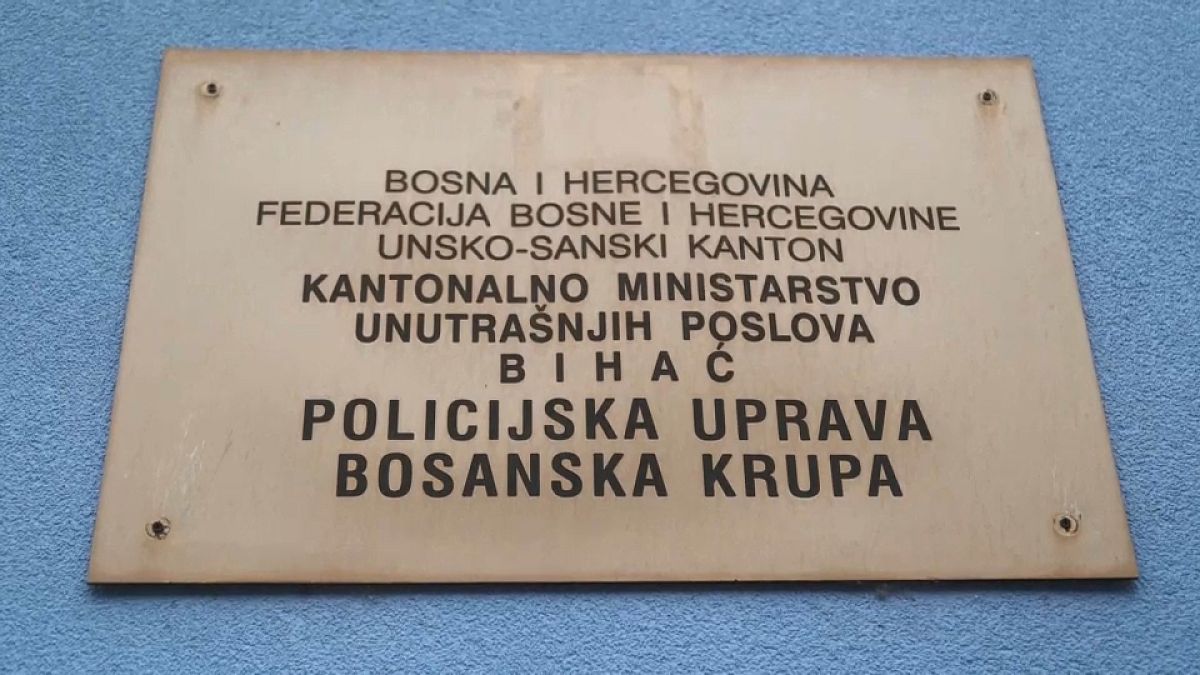 BOSNA I HERCEGOVINA
FEDERACIJA BOSNE I HERCEGOVINE
UNSKO-SANSKI KANTON
KANTONALNO MINISTARSTVO
UNUTRAŠNJIH POSLOVA
BIHAĆ
POLICIJSKA UPRAVA
BOSANSKA KRUPA